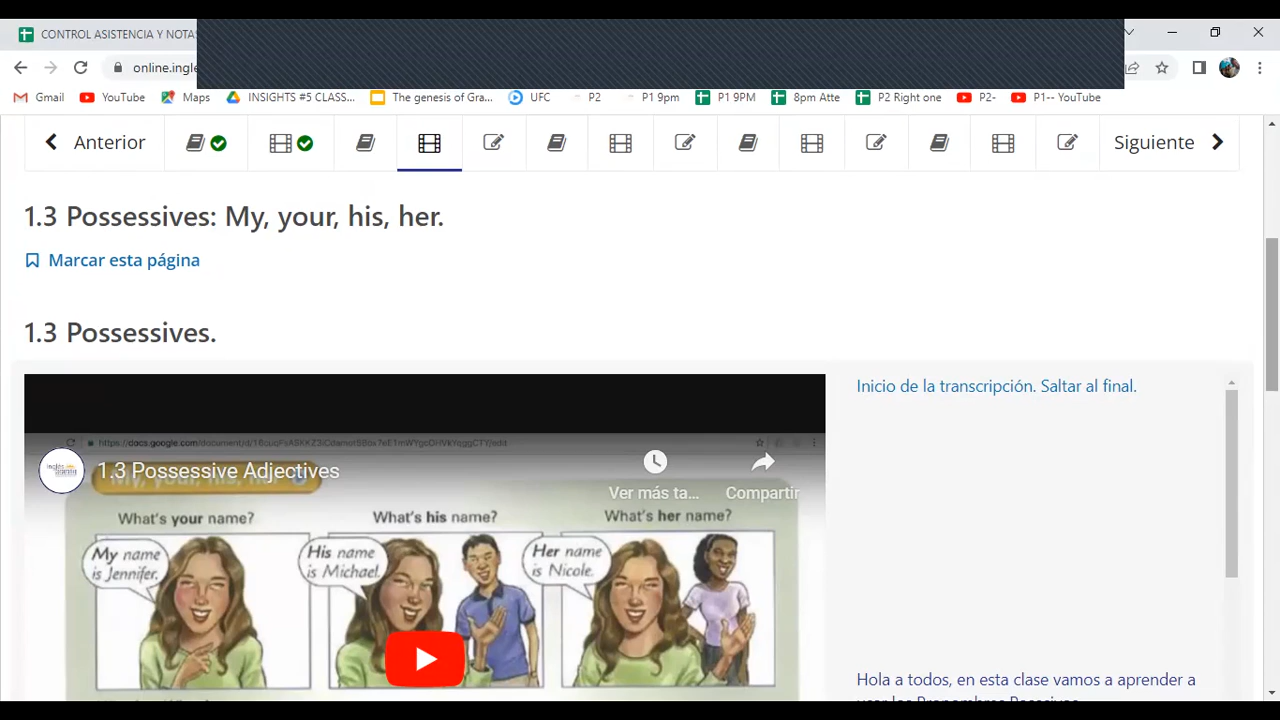 CONTROL ASISTENCIA Y NOTAS
online.ingle
Gmail YouTube Maps INSIGHTS #5 CLASS... The genesis of Gra... UFC P2 P1 9pm P1 9PM 8pm Atte P2 Right one P2- P1-- YouTube
Anterior Siguiente
1.3 Possessives: My, your, his, her.
Marcar esta página
1.3 Possessives.
Inicio de la transcripción. Saltar al final.
1.3 Possessive Adjectives
Ver más ta... Compartir
What's your name? What's his name? What's her name?
My name
is Jennifer.
His name
is Michael.
Her name
is Nicole.
Hola a todos, en esta clase vamos a aprender a